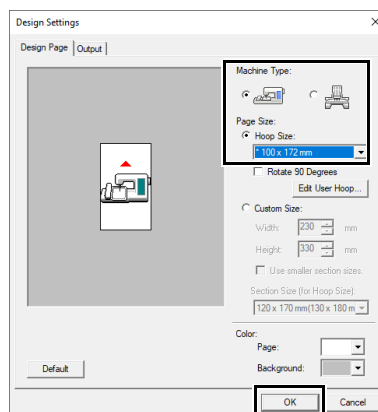 Design Settings
Design Page
Output
Machine Type:
Page Size:
Hoop Size:
* 100 x 172 mm
Rotate 90 Degrees
Edit User Hoop...
Custom Size:
Width: 230 mm
Height: 330 mm
Use smaller section sizes.
Section Size (for Hoop Size):
120 x 170 mm(130 x 180 m
Color:
Page:
Background:
Default
OK
Cancel